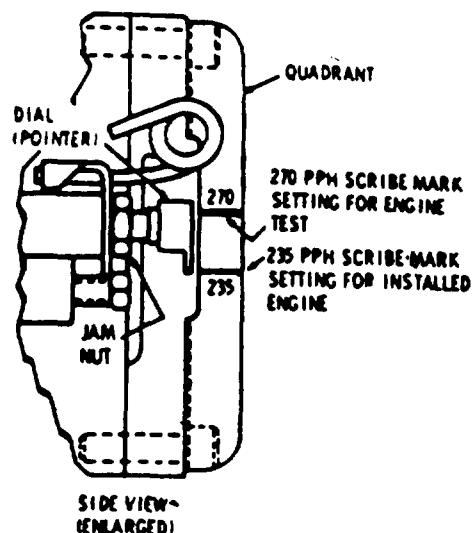 QUADRANT
DIAL
(POINTER)
270
270 PPH SCRIBE MARK
SETTING FOR ENGINE
TEST
235 PPH SCRIBE-MARK
SETTING FOR INSTALLED
ENGINE
235
JAM
NUT
SIDE VIEW
(ENLARGED)